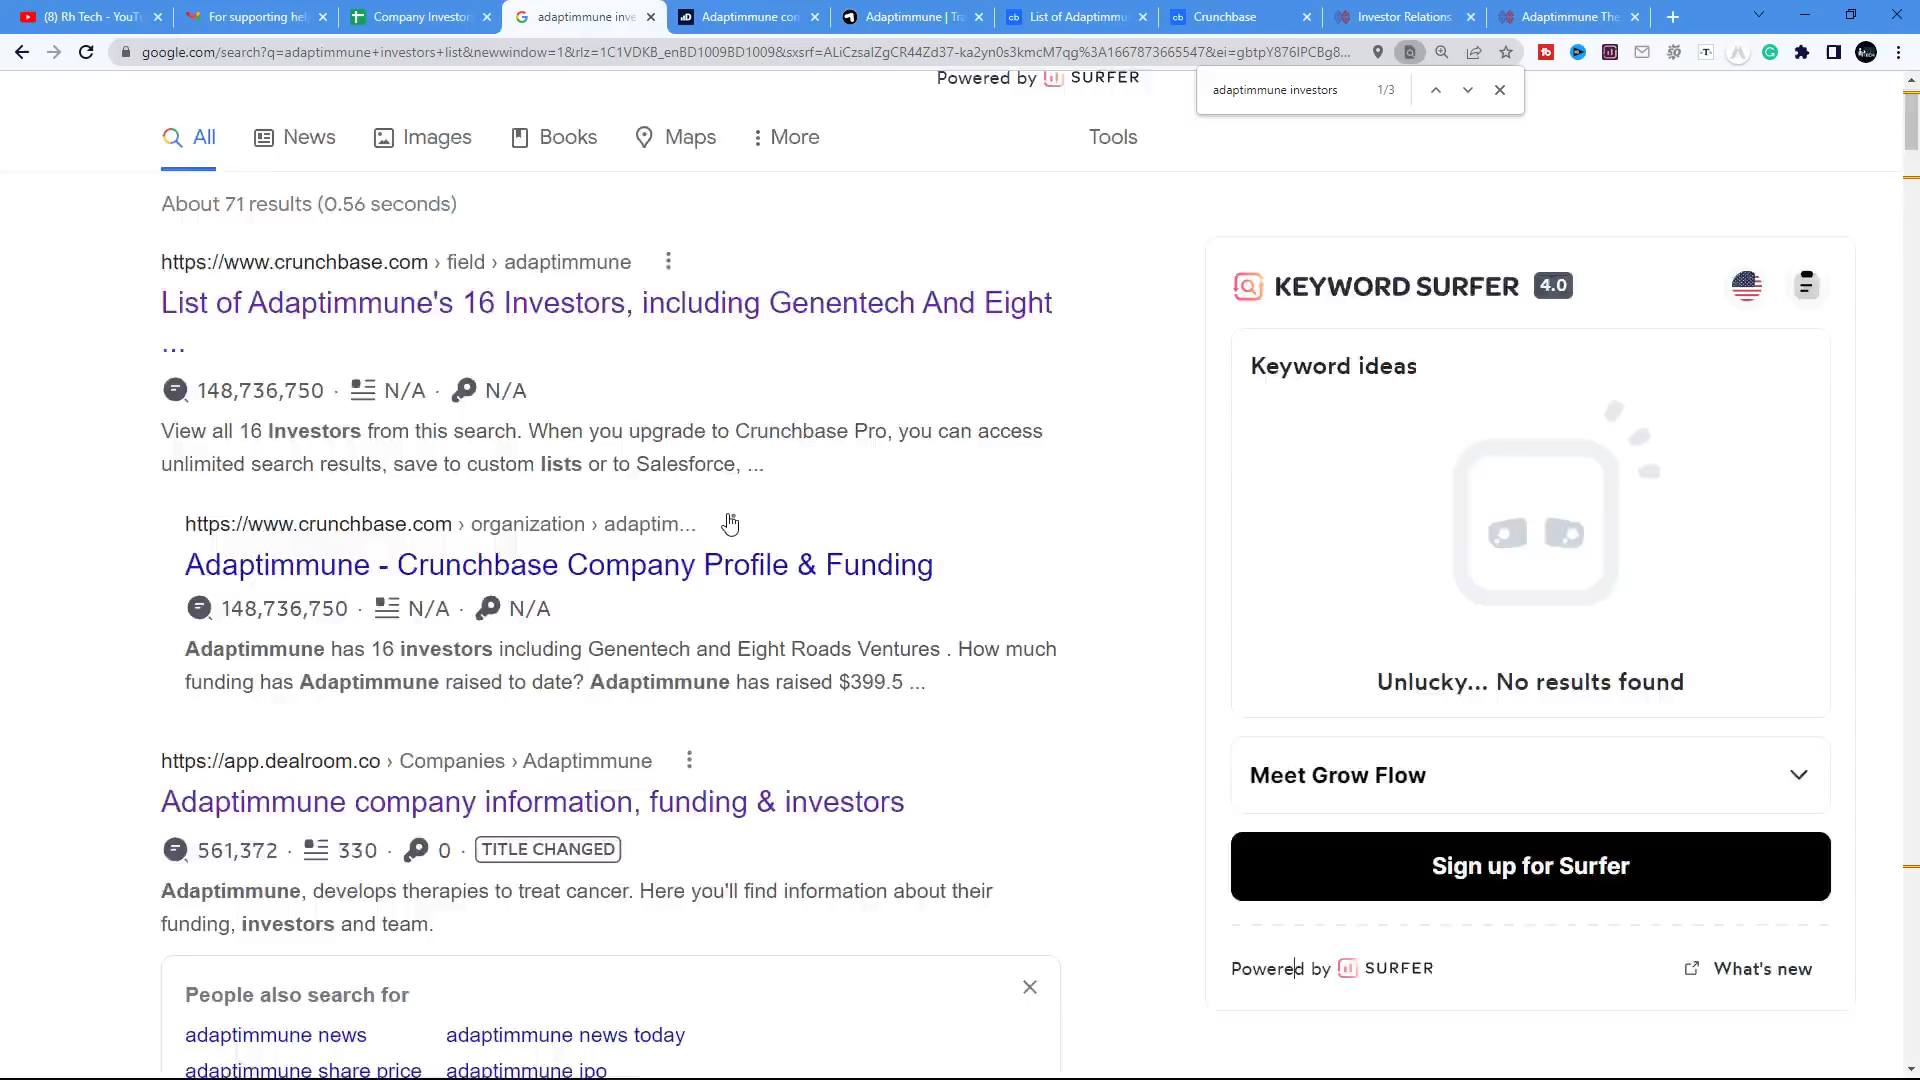 (8) Rh Tech - YouT
For supporting hel
Company Investor
adaptimmune inve
Adaptimmune con
Adaptimmune | Tra
List of Adaptimmu
Crunchbase
Investor Relations
Adaptimmune The
google.com/search?q=adaptimmune+investors+list&newwindow=1&rlz=1C1VDKB_enBD1009BD1009&sxsrf=ALiCzsaIZgCR44Zd37-ka2yn0s3kmcM7qg%3A1667873665547&ei=gbtpY876IPCBg8...
Powered by SURFER
adaptimmune investors 1/3
All
News
Images
Books
Maps
More
Tools
About 71 results (0.56 seconds)
https://www.crunchbase.com › field › adaptimmune
List of Adaptimmune's 16 Investors, including Genentech And Eight
...
148,736,750 · N/A · N/A
View all 16 Investors from this search. When you upgrade to Crunchbase Pro, you can access
unlimited search results, save to custom lists or to Salesforce, ...
https://www.crunchbase.com › organization › adaptim...
Adaptimmune - Crunchbase Company Profile & Funding
148,736,750 · N/A · N/A
Adaptimmune has 16 investors including Genentech and Eight Roads Ventures . How much
funding has Adaptimmune raised to date? Adaptimmune has raised $399.5 ...
https://app.dealroom.co › Companies › Adaptimmune
Adaptimmune company information, funding & investors
561,372 · 330 · 0 · TITLE CHANGED
Adaptimmune, develops therapies to treat cancer. Here you'll find information about their
funding, investors and team.
People also search for
adaptimmune news
adaptimmune news today
adaptimmune share price
adaptimmune ipo
KEYWORD SURFER 4.0
Keyword ideas
Unlucky... No results found
Meet Grow Flow
Sign up for Surfer
Powered by SURFER
What's new